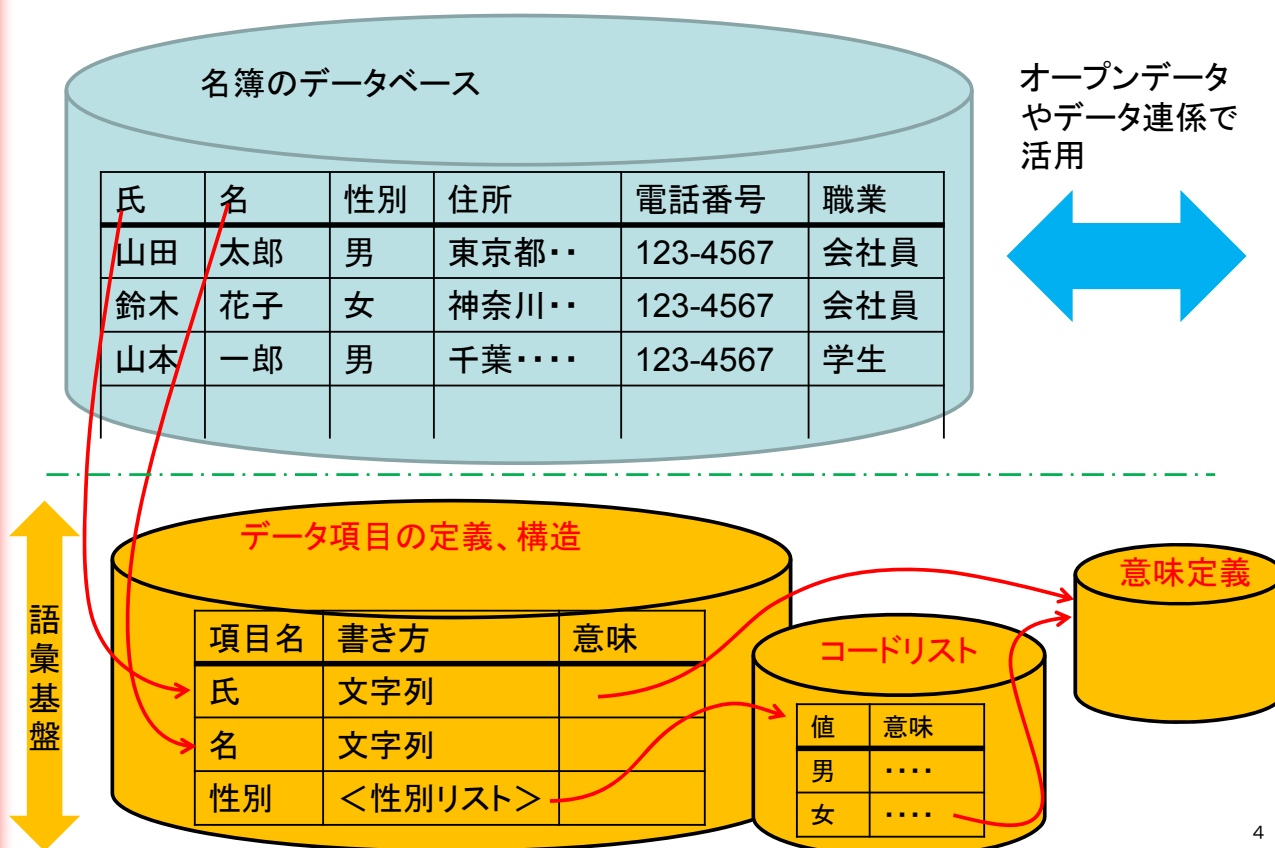 名簿のデータベース
オープンデータ
やデータ連係で
活用
氏 名 性別 住所 電話番号 職業
山田 太郎 男 東京都・・ 123-4567 会社員
鈴木 花子 女 神奈川・・ 123-4567 会社員
山本 一郎 男 千葉・・・・ 123-4567 学生
語彙基盤
データ項目の定義、構造
項目名 書き方 意味
氏 文字列
名 文字列
性別 <性別リスト>
コードリスト
値 意味
男 ・・・・
女 ・・・・
意味定義
4